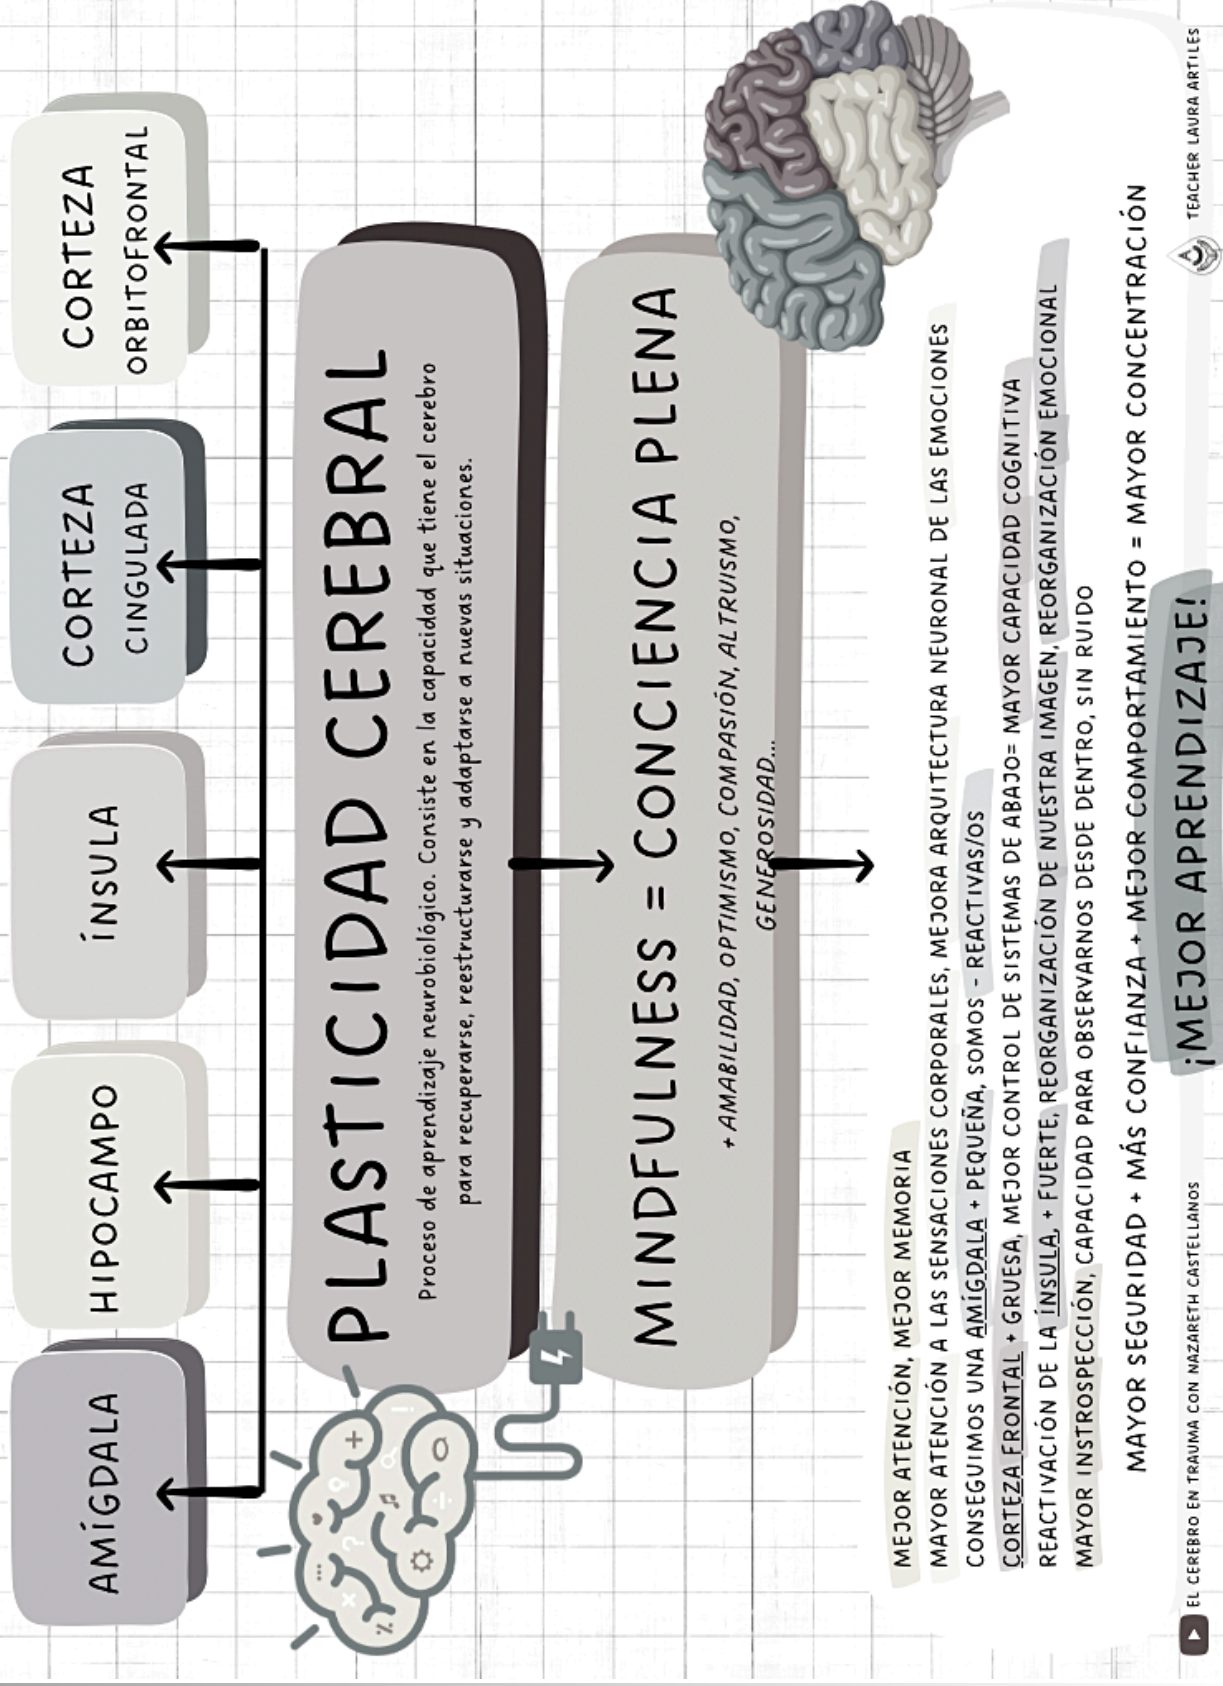 AMÍGDALA
HIPOCAMPO
ÍNSULA
CORTEZA
CINGULADA
CORTEZA
ORBITOFRONTAL
PLASTICIDAD CEREBRAL
Proceso de aprendizaje neurobiológico. Consiste en la capacidad que tiene el cerebro
para recuperarse, reestructurarse y adaptarse a nuevas situaciones.
MINDFULNESS = CONCIENCIA PLENA
+ AMABILIDAD, OPTIMISMO, COMPASIÓN, ALTRUISMO,
GENEROSIDAD...
MEJOR ATENCIÓN, MEJOR MEMORIA
MAYOR ATENCIÓN A LAS SENSACIONES CORPORALES, MEJORA ARQUITECTURA NEURONAL DE LAS EMOCIONES
CONSEGUIMOS UNA AMÍGDALA + PEQUEÑA, SOMOS - REACTIVAS/OS
CORTEZA FRONTAL + GRUESA, MEJOR CONTROL DE SISTEMAS DE ABAJO= MAYOR CAPACIDAD COGNITIVA
REACTIVACIÓN DE LA ÍNSULA, + FUERTE, REORGANIZACIÓN DE NUESTRA IMAGEN, REORGANIZACIÓN EMOCIONAL
MAYOR INSTROSPECCIÓN, CAPACIDAD PARA OBSERVARNOS DESDE DENTRO, SIN RUIDO
MAYOR SEGURIDAD + MÁS CONFIANZA + MEJOR COMPORTAMIENTO = MAYOR CONCENTRACIÓN
¡MEJOR APRENDIZAJE!
EL CEREBRO EN TRAUMA CON NAZARETH CASTELLANOS
TEACHER LAURA ARTILES